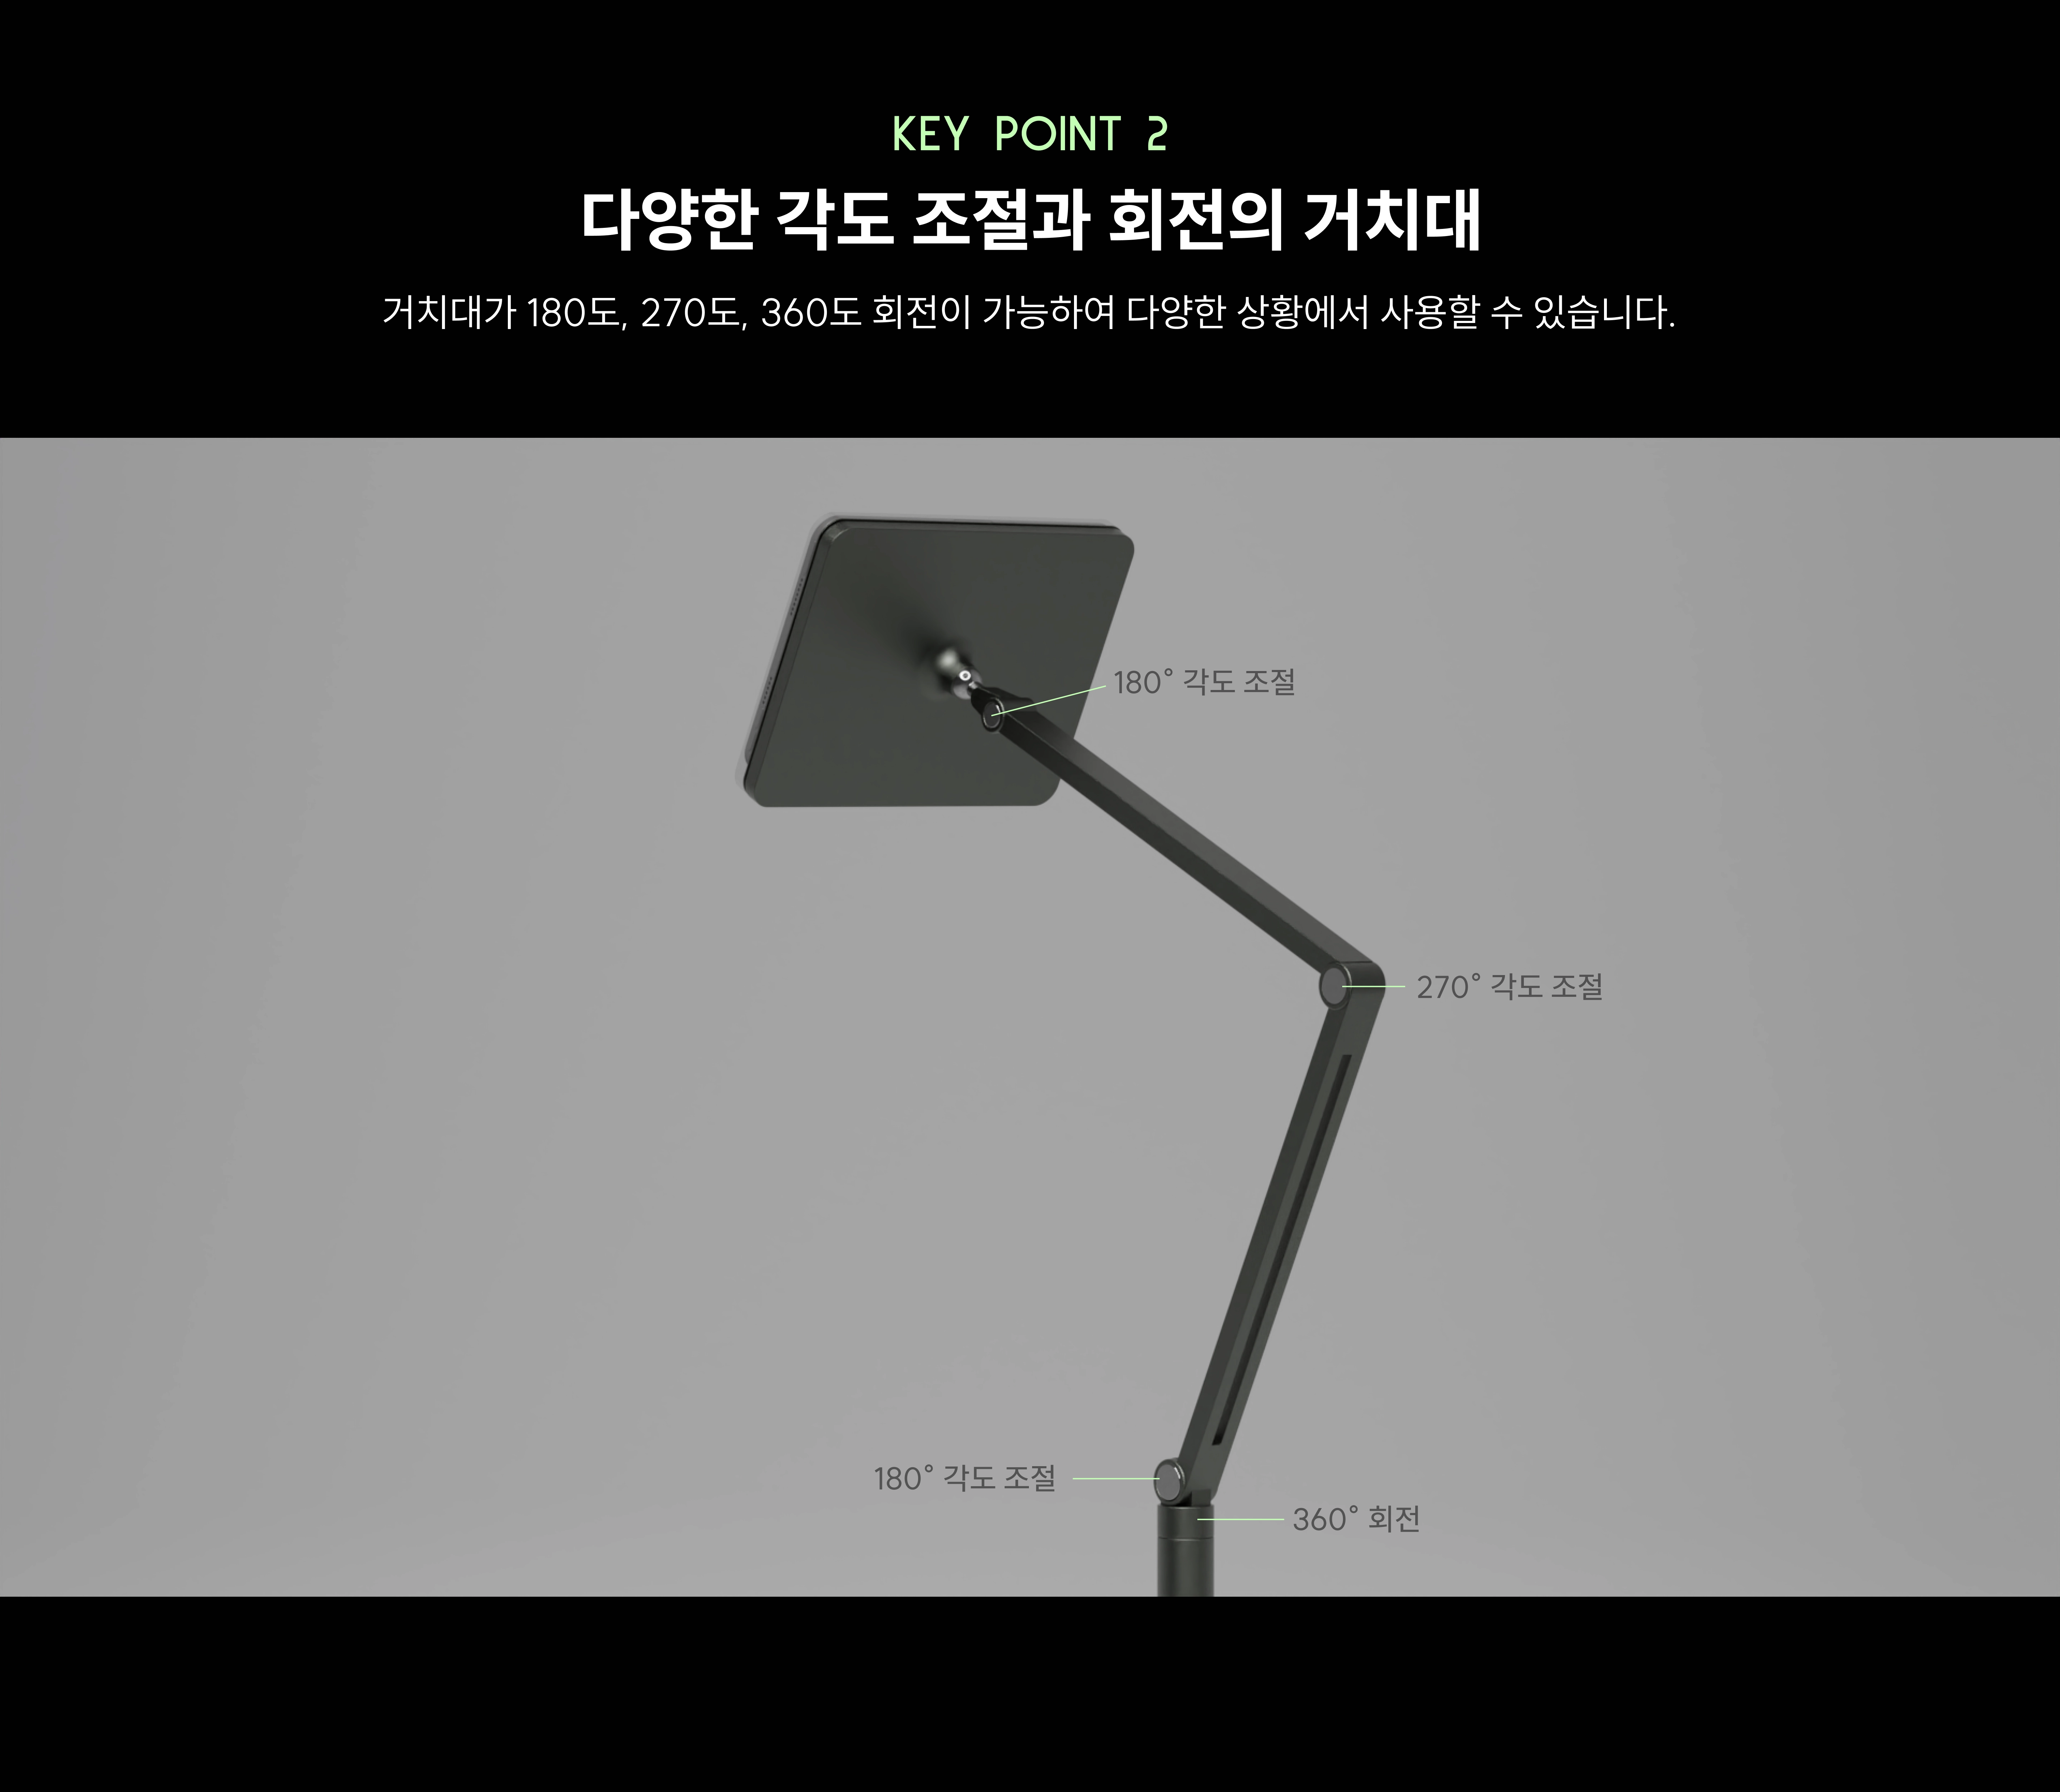 KEY POINT 2
다양한 각도 조절과 회전의 거치대
거치대가 180도, 270도, 360도 회전이 가능하여 다양한 상황에서 사용할 수 있습니다.
180° 각도 조절
270° 각도 조절
180° 각도 조절
360° 회전